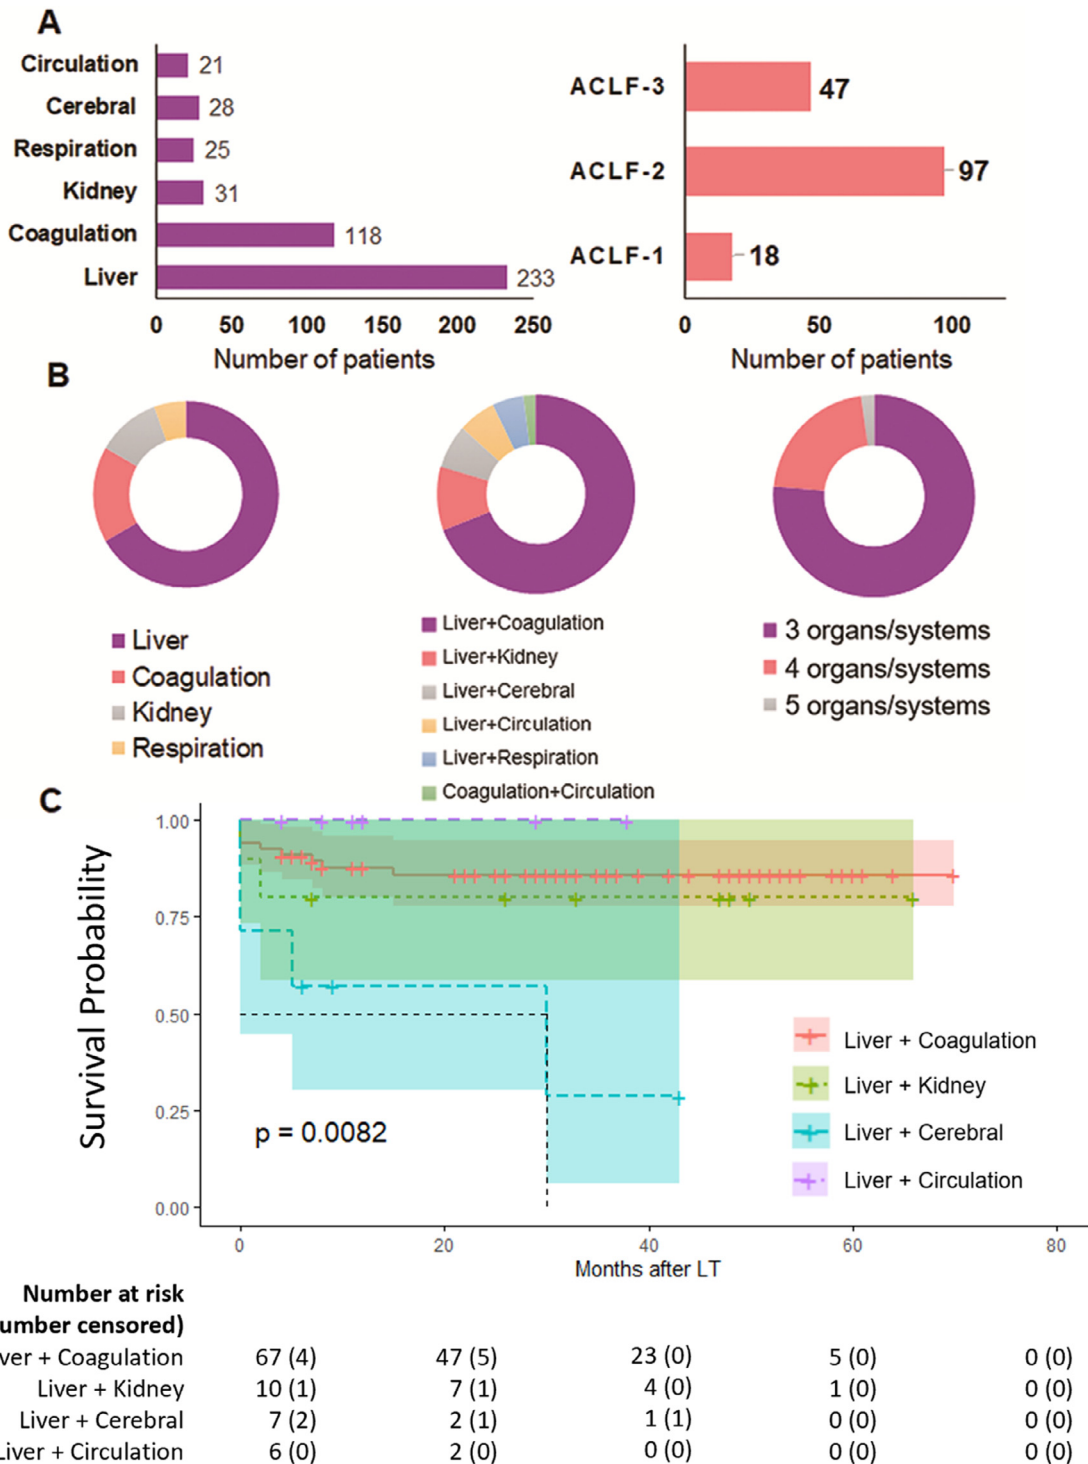 A
Circulation 21
Cerebral 28
Respiration 25
Kidney 31
Coagulation 118
Liver 233
0 50 100 150 200 250
Number of patients
ACLF-3 47
ACLF-2 97
ACLF-1 18
0 50 100
Number of patients
B
Liver
Coagulation
Kidney
Respiration
Liver+Coagulation
Liver+Kidney
Liver+Cerebral
Liver+Circulation
Liver+Respiration
Coagulation+Circulation
3 organs/systems
4 organs/systems
5 organs/systems
C
Survival Probability
1.00
0.75
0.50
0.25
0.00
p = 0.0082
Liver + Coagulation
Liver + Kidney
Liver + Cerebral
Liver + Circulation
0 20 40 60 80
Months after LT
Number at risk
umber censored)
ver + Coagulation 67 (4) 47 (5) 23 (0) 5 (0) 0 (0)
Liver + Kidney 10 (1) 7 (1) 4 (0) 1 (0) 0 (0)
Liver + Cerebral 7 (2) 2 (1) 1 (1) 0 (0) 0 (0)
Liver + Circulation 6 (0) 2 (0) 0 (0) 0 (0) 0 (0)